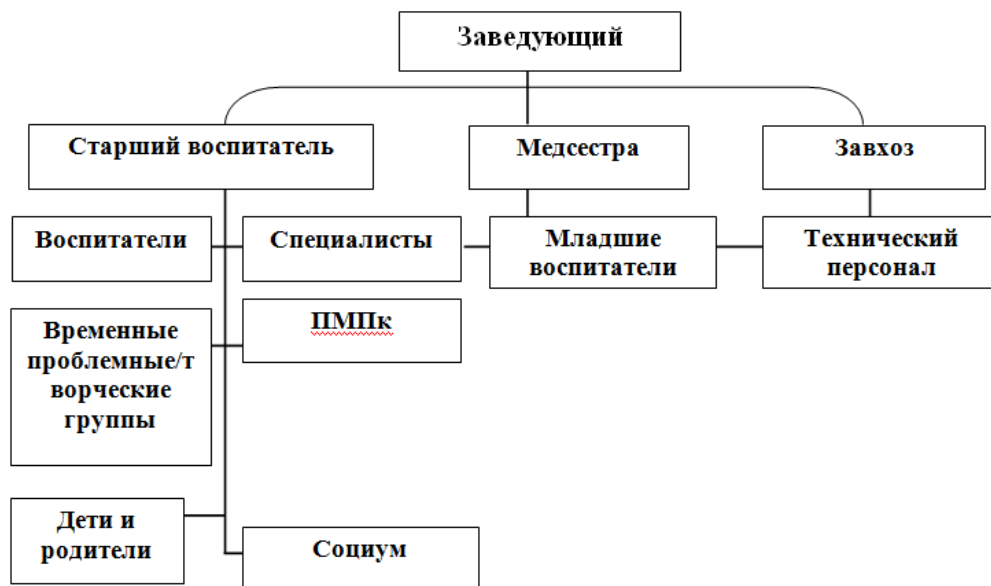 Заведующий
Старший воспитатель
Медсестра
Завхоз
Воспитатели
Специалисты
Младшие
воспитатели
Технический
персонал
Временные
проблемные/т
ворческие
группы
ПМПк
Дети и
родители
Социум